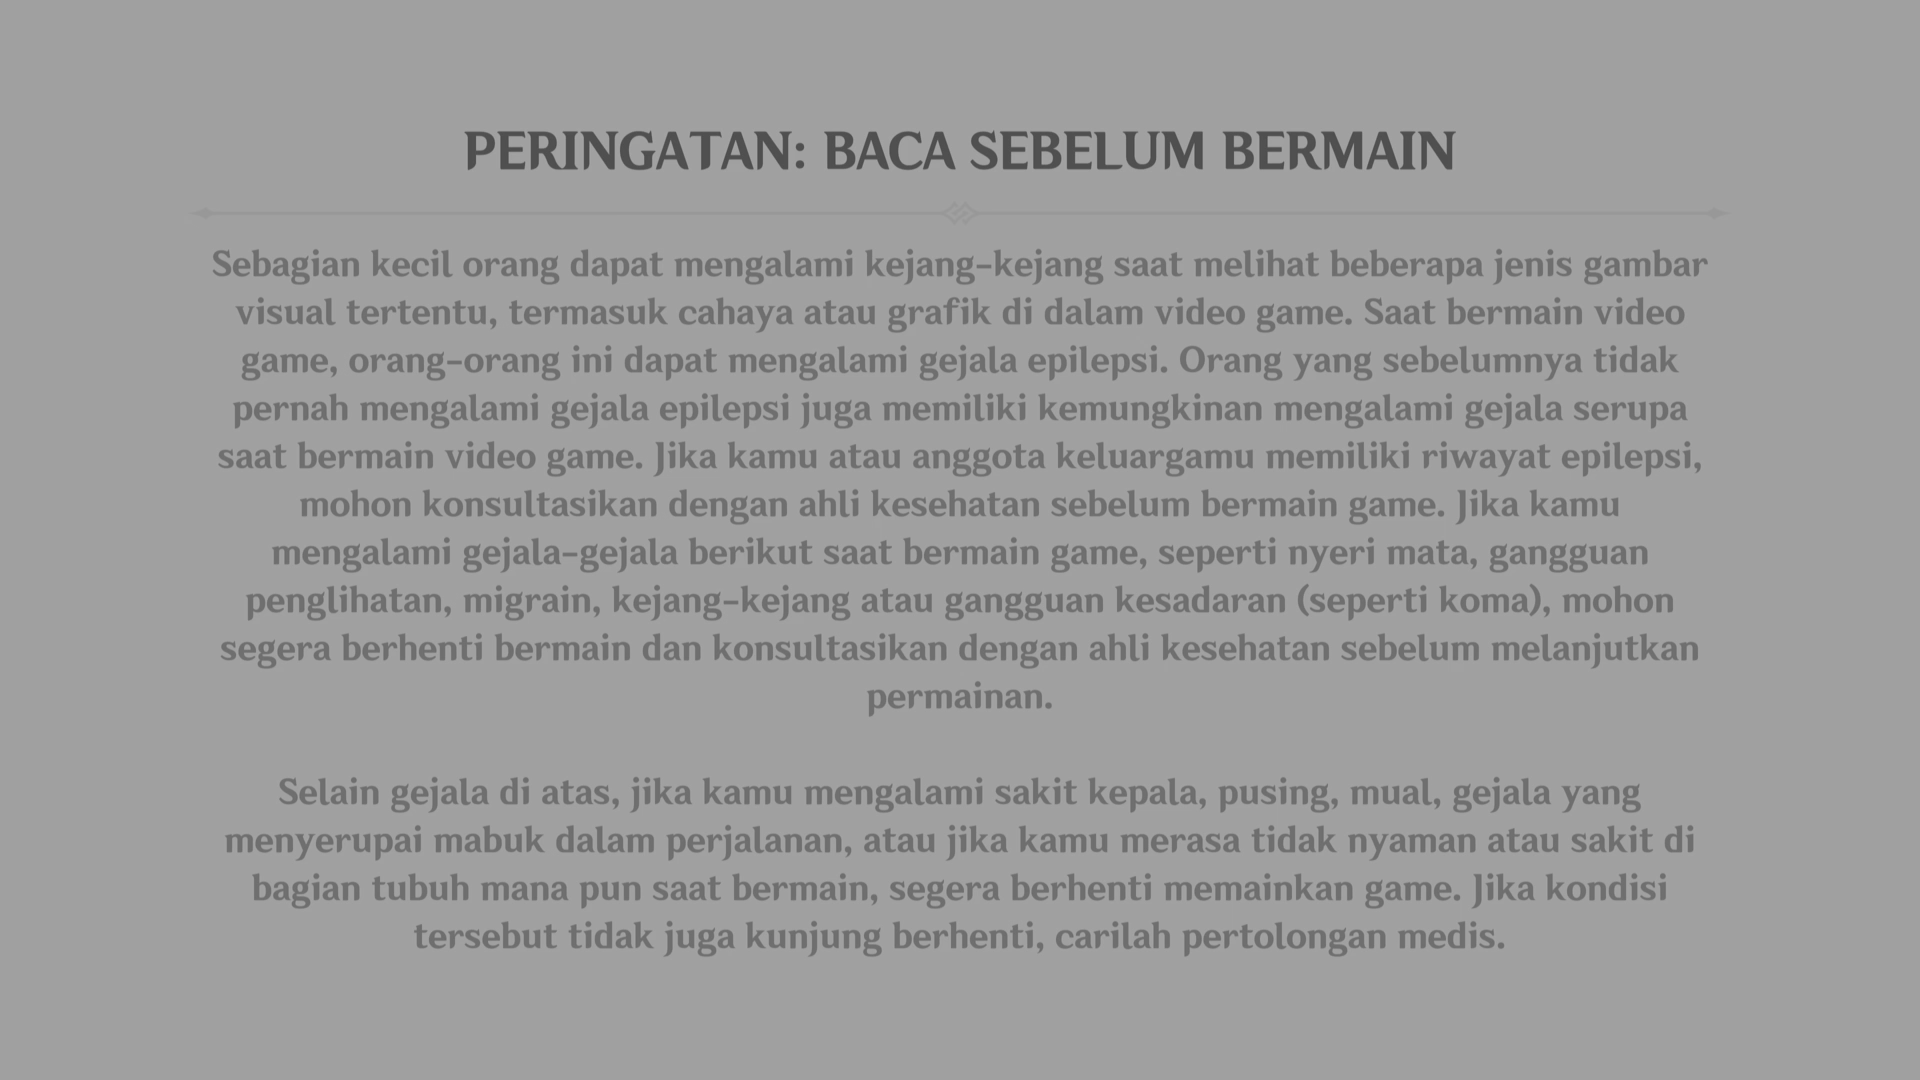 PERINGATAN: BACA SEBELUM BERMAIN
Sebagian kecil orang dapat mengalami kejang-kejang saat melihat beberapa jenis gambar
visual tertentu, termasuk cahaya atau grafik di dalam video game. Saat bermain video
game, orang-orang ini dapat mengalami gejala epilepsi. Orang yang sebelumnya tidak
pernah mengalami gejala epilepsi juga memiliki kemungkinan mengalami gejala serupa
saat bermain video game. Jika kamu atau anggota keluargamu memiliki riwayat epilepsi,
mohon konsultasikan dengan ahli kesehatan sebelum bermain game. Jika kamu
mengalami gejala-gejala berikut saat bermain game, seperti nyeri mata, gangguan
penglihatan, migrain, kejang-kejang atau gangguan kesadaran (seperti koma), mohon
segera berhenti bermain dan konsultasikan dengan ahli kesehatan sebelum melanjutkan
permainan.
Selain gejala di atas, jika kamu mengalami sakit kepala, pusing, mual, gejala yang
menyerupai mabuk dalam perjalanan, atau jika kamu merasa tidak nyaman atau sakit di
bagian tubuh mana pun saat bermain, segera berhenti memainkan game. Jika kondisi
tersebut tidak juga kunjung berhenti, carilah pertolongan medis.